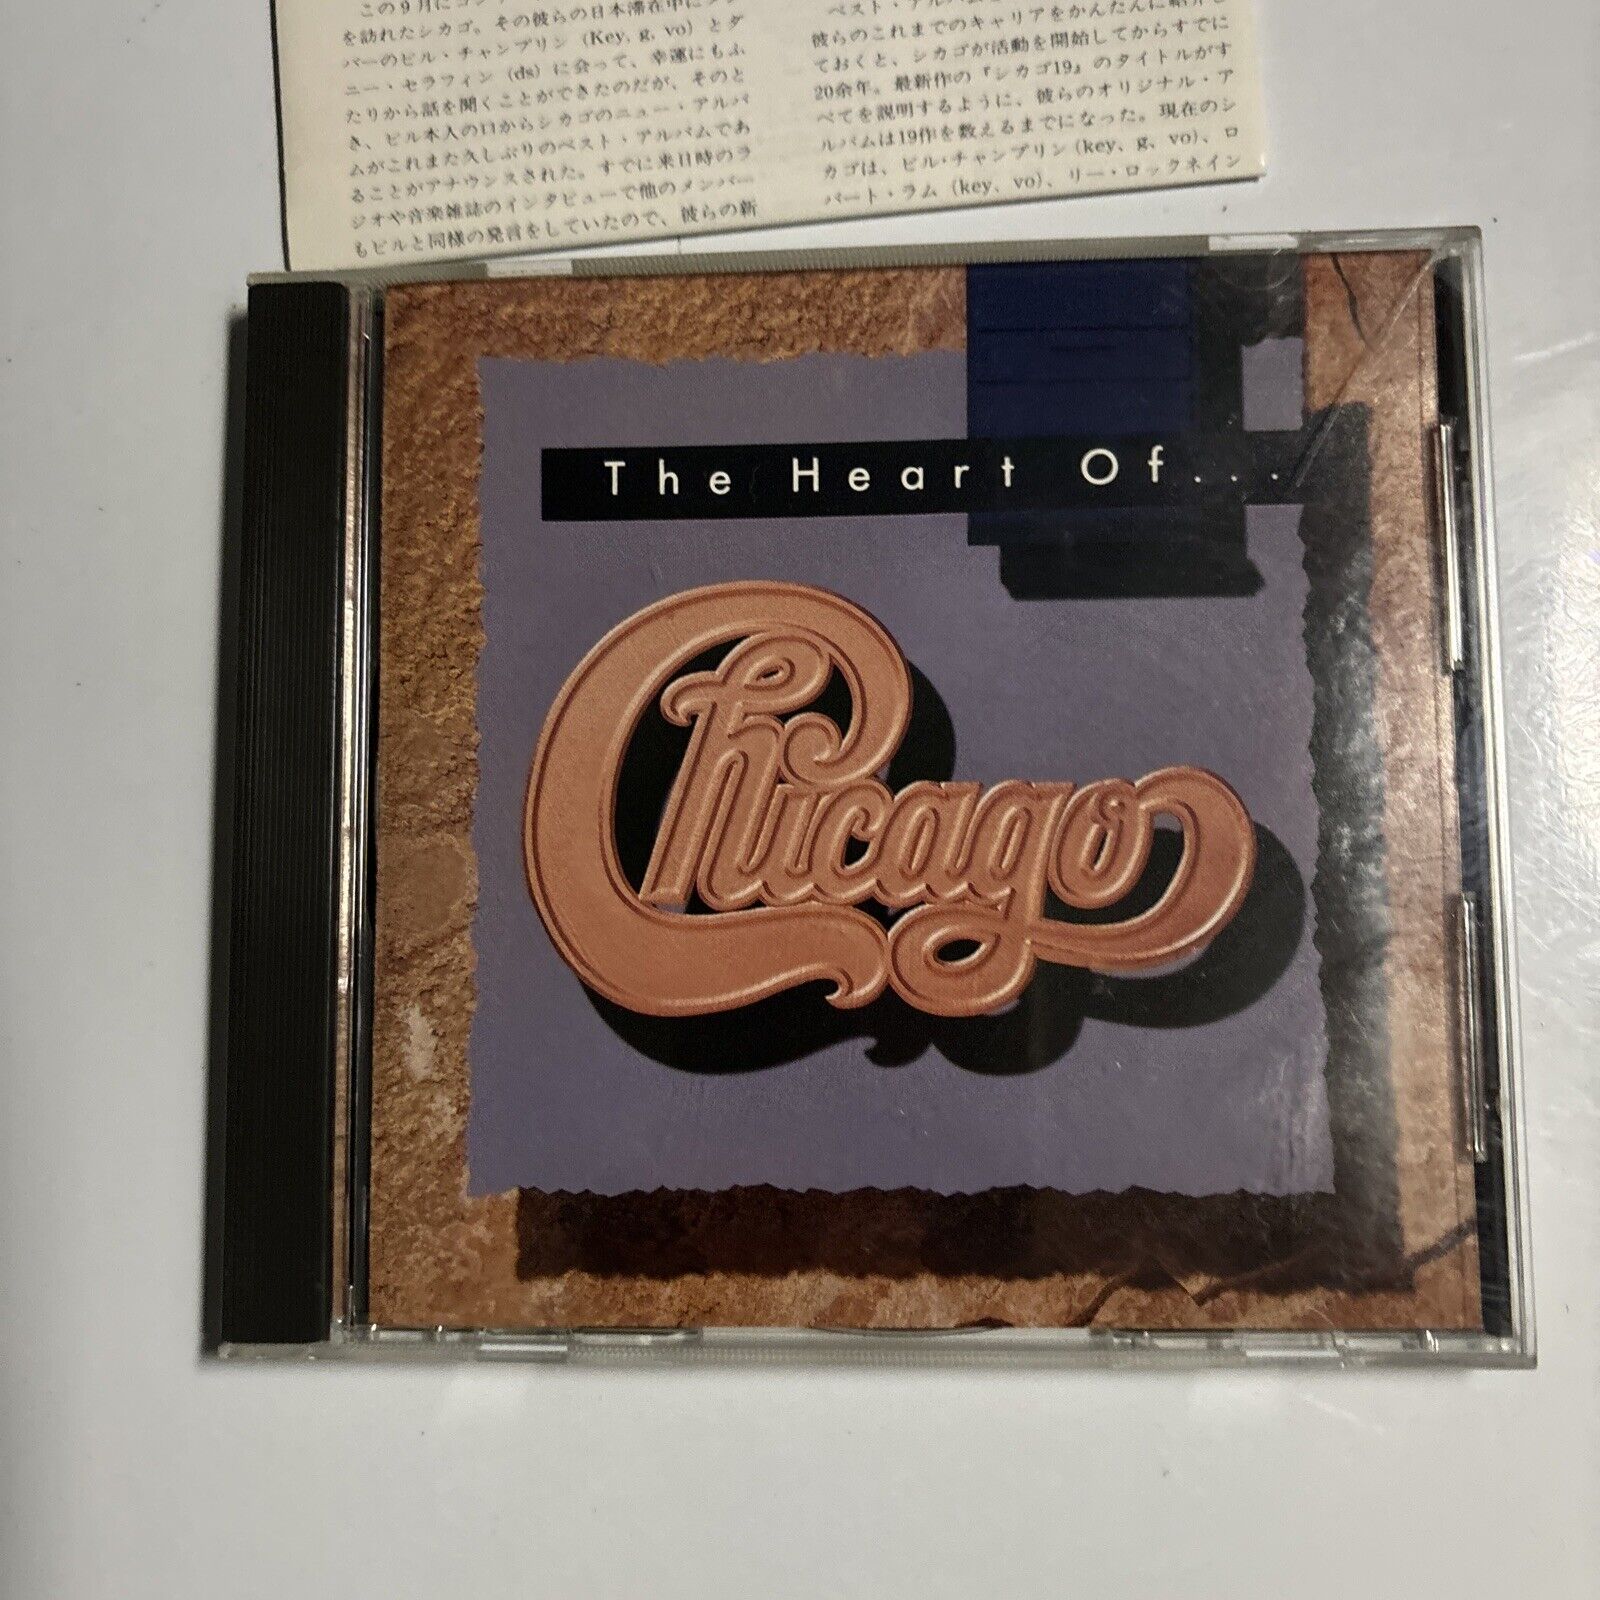 を訪れたシカゴ。その彼らの日本滞在中に
バーのビル・チャンプリン (Key, g, vo) とダ
ニー・セラフィン (ds) に会って、幸運にもふ
たりから話を聞くことができたのだが、そのと
き、ビル本人の口からシカゴのニュー・アルバ
ムがこれまた久しぶりのベスト・アルバムであ
ることがアナウンスされた。すでに来日時のラ
ジオや音楽雑誌のインタビューで他のメンバー
もビルと同様の発言をしていたので、彼らの新
彼らのこれまでのキャリアをかんたんに紹介し
ておくと、シカゴが活動を開始してからすでに
20余年。最新作の『シカゴ19』のタイトルがす
べてを説明するように、彼らのオリジナル・ア
ルバムは19作を数えるまでになった。現在のシ
カゴは、ビル・チャンプリン (key, g, vo)、ロ
バート・ラム (key, vo)、リー・ロックネイン
The Heart Of...
Chicago